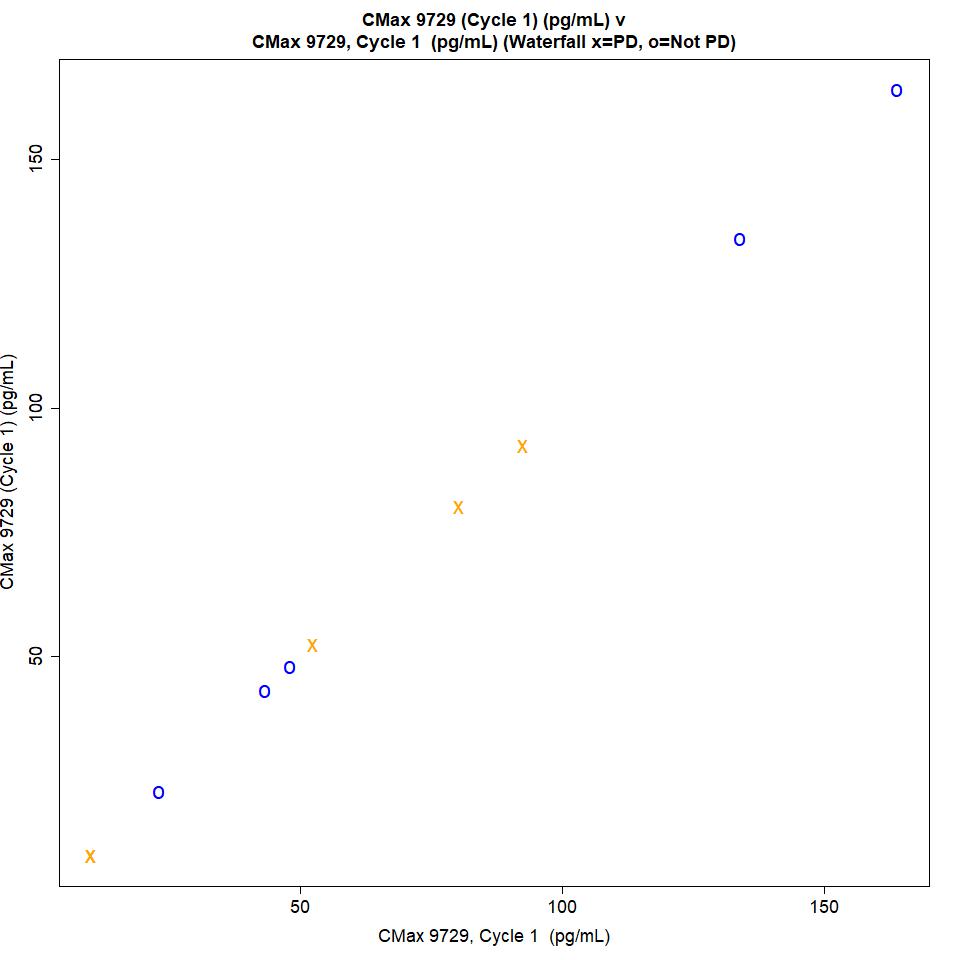 CMax 9729 (Cycle 1) (pg/mL) v
CMax 9729, Cycle 1  (pg/mL) (Waterfall x=PD, o=Not PD)
CMax 9729 (Cycle 1) (pg/mL)
150
100
50
O
O
X
X
X
O
O
O
X
50
100
150
CMax 9729, Cycle 1  (pg/mL)